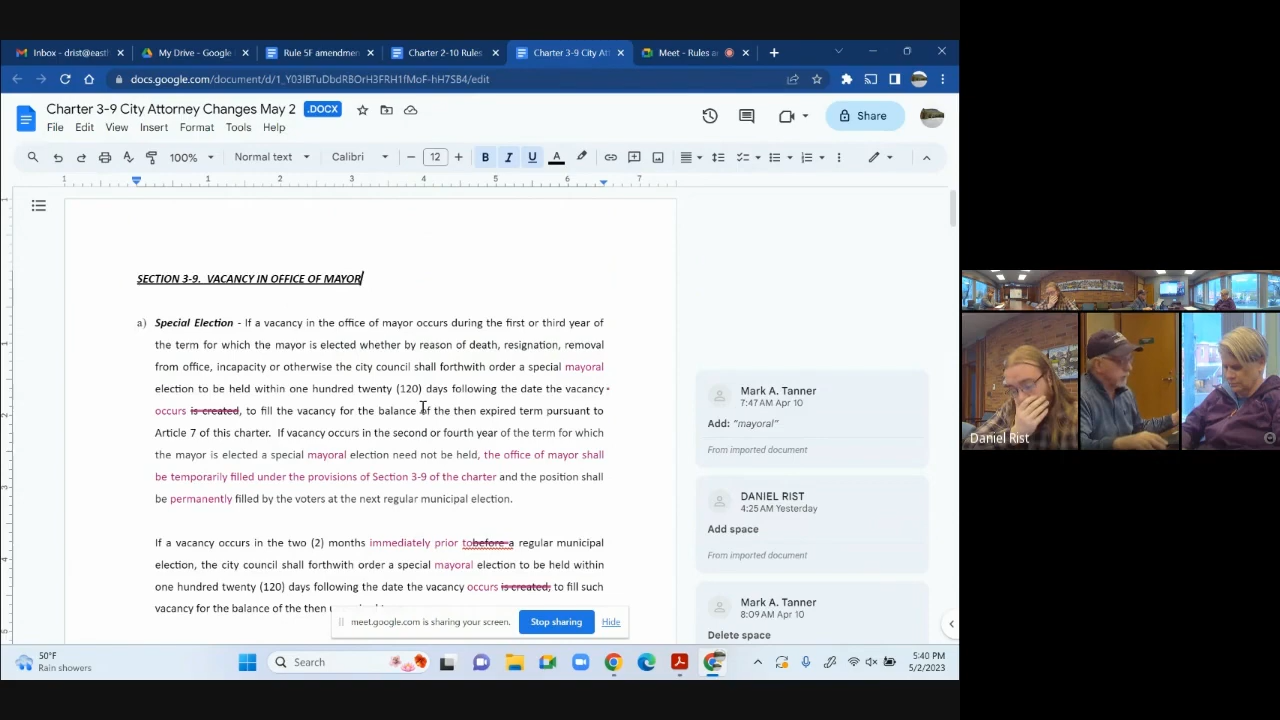 Inbox - drist@east
My Drive - Google
Rule 5F amendmen
Charter 2-10 Rules
Charter 3-9 City At
Meet - Rules a
docs.google.com/document/d/1_Y03lBTuDbdRBOrH3FRH1fMoF-hH7SB4/edit
Charter 3-9 City Attorney Changes May 2 .DOCX
Share
File Edit View Insert Format Tools Help
100% Normal text Calibri 12 B I U A
1 1 2 3 4 5 6 7
SECTION 3-9. VACANCY IN OFFICE OF MAYOR
a) Special Election - If a vacancy in the office of mayor occurs during the first or third year of
the term for which the mayor is elected whether by reason of death, resignation, removal
from office, incapacity or otherwise the city council shall forthwith order a special mayoral
election to be held within one hundred twenty (120) days following the date the vacancy
occurs is created, to fill the vacancy for the balance of the then expired term pursuant to
Article 7 of this charter. If vacancy occurs in the second or fourth year of the term for which
the mayor is elected a special mayoral election need not be held, the office of mayor shall
be temporarily filled under the provisions of Section 3-9 of the charter and the position shall
be permanently filled by the voters at the next regular municipal election.
If a vacancy occurs in the two (2) months immediately prior tobefore a regular municipal
election, the city council shall forthwith order a special mayoral election to be held within
one hundred twenty (120) days following the date the vacancy occurs is created, to fill such
vacancy for the balance of the then
Mark A. Tanner
7:47 AM Apr 10
Add: "mayoral"
From imported document
DANIEL RIST
4:25 AM Yesterday
Add space
From imported document
Mark A. Tanner
8:09 AM Apr 10
Delete space
meet.google.com is sharing your screen. Stop sharing Hide
Daniel Rist
50°F
Rain showers
Search
5:40 PM
5/2/2023